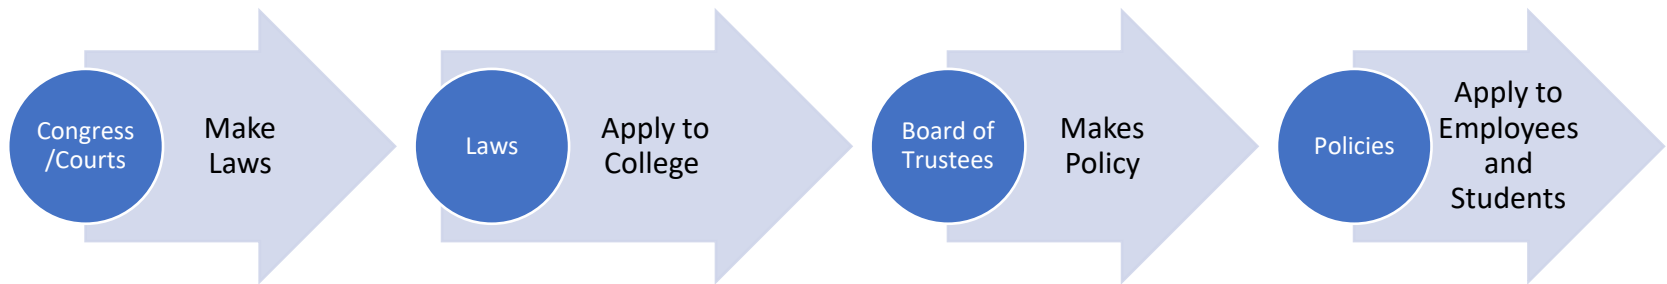 Congress
/Courts
Make
Laws
Laws
Apply to
College
Board of
Trustees
Makes
Policy
Policies
Apply to
Employees
and
Students